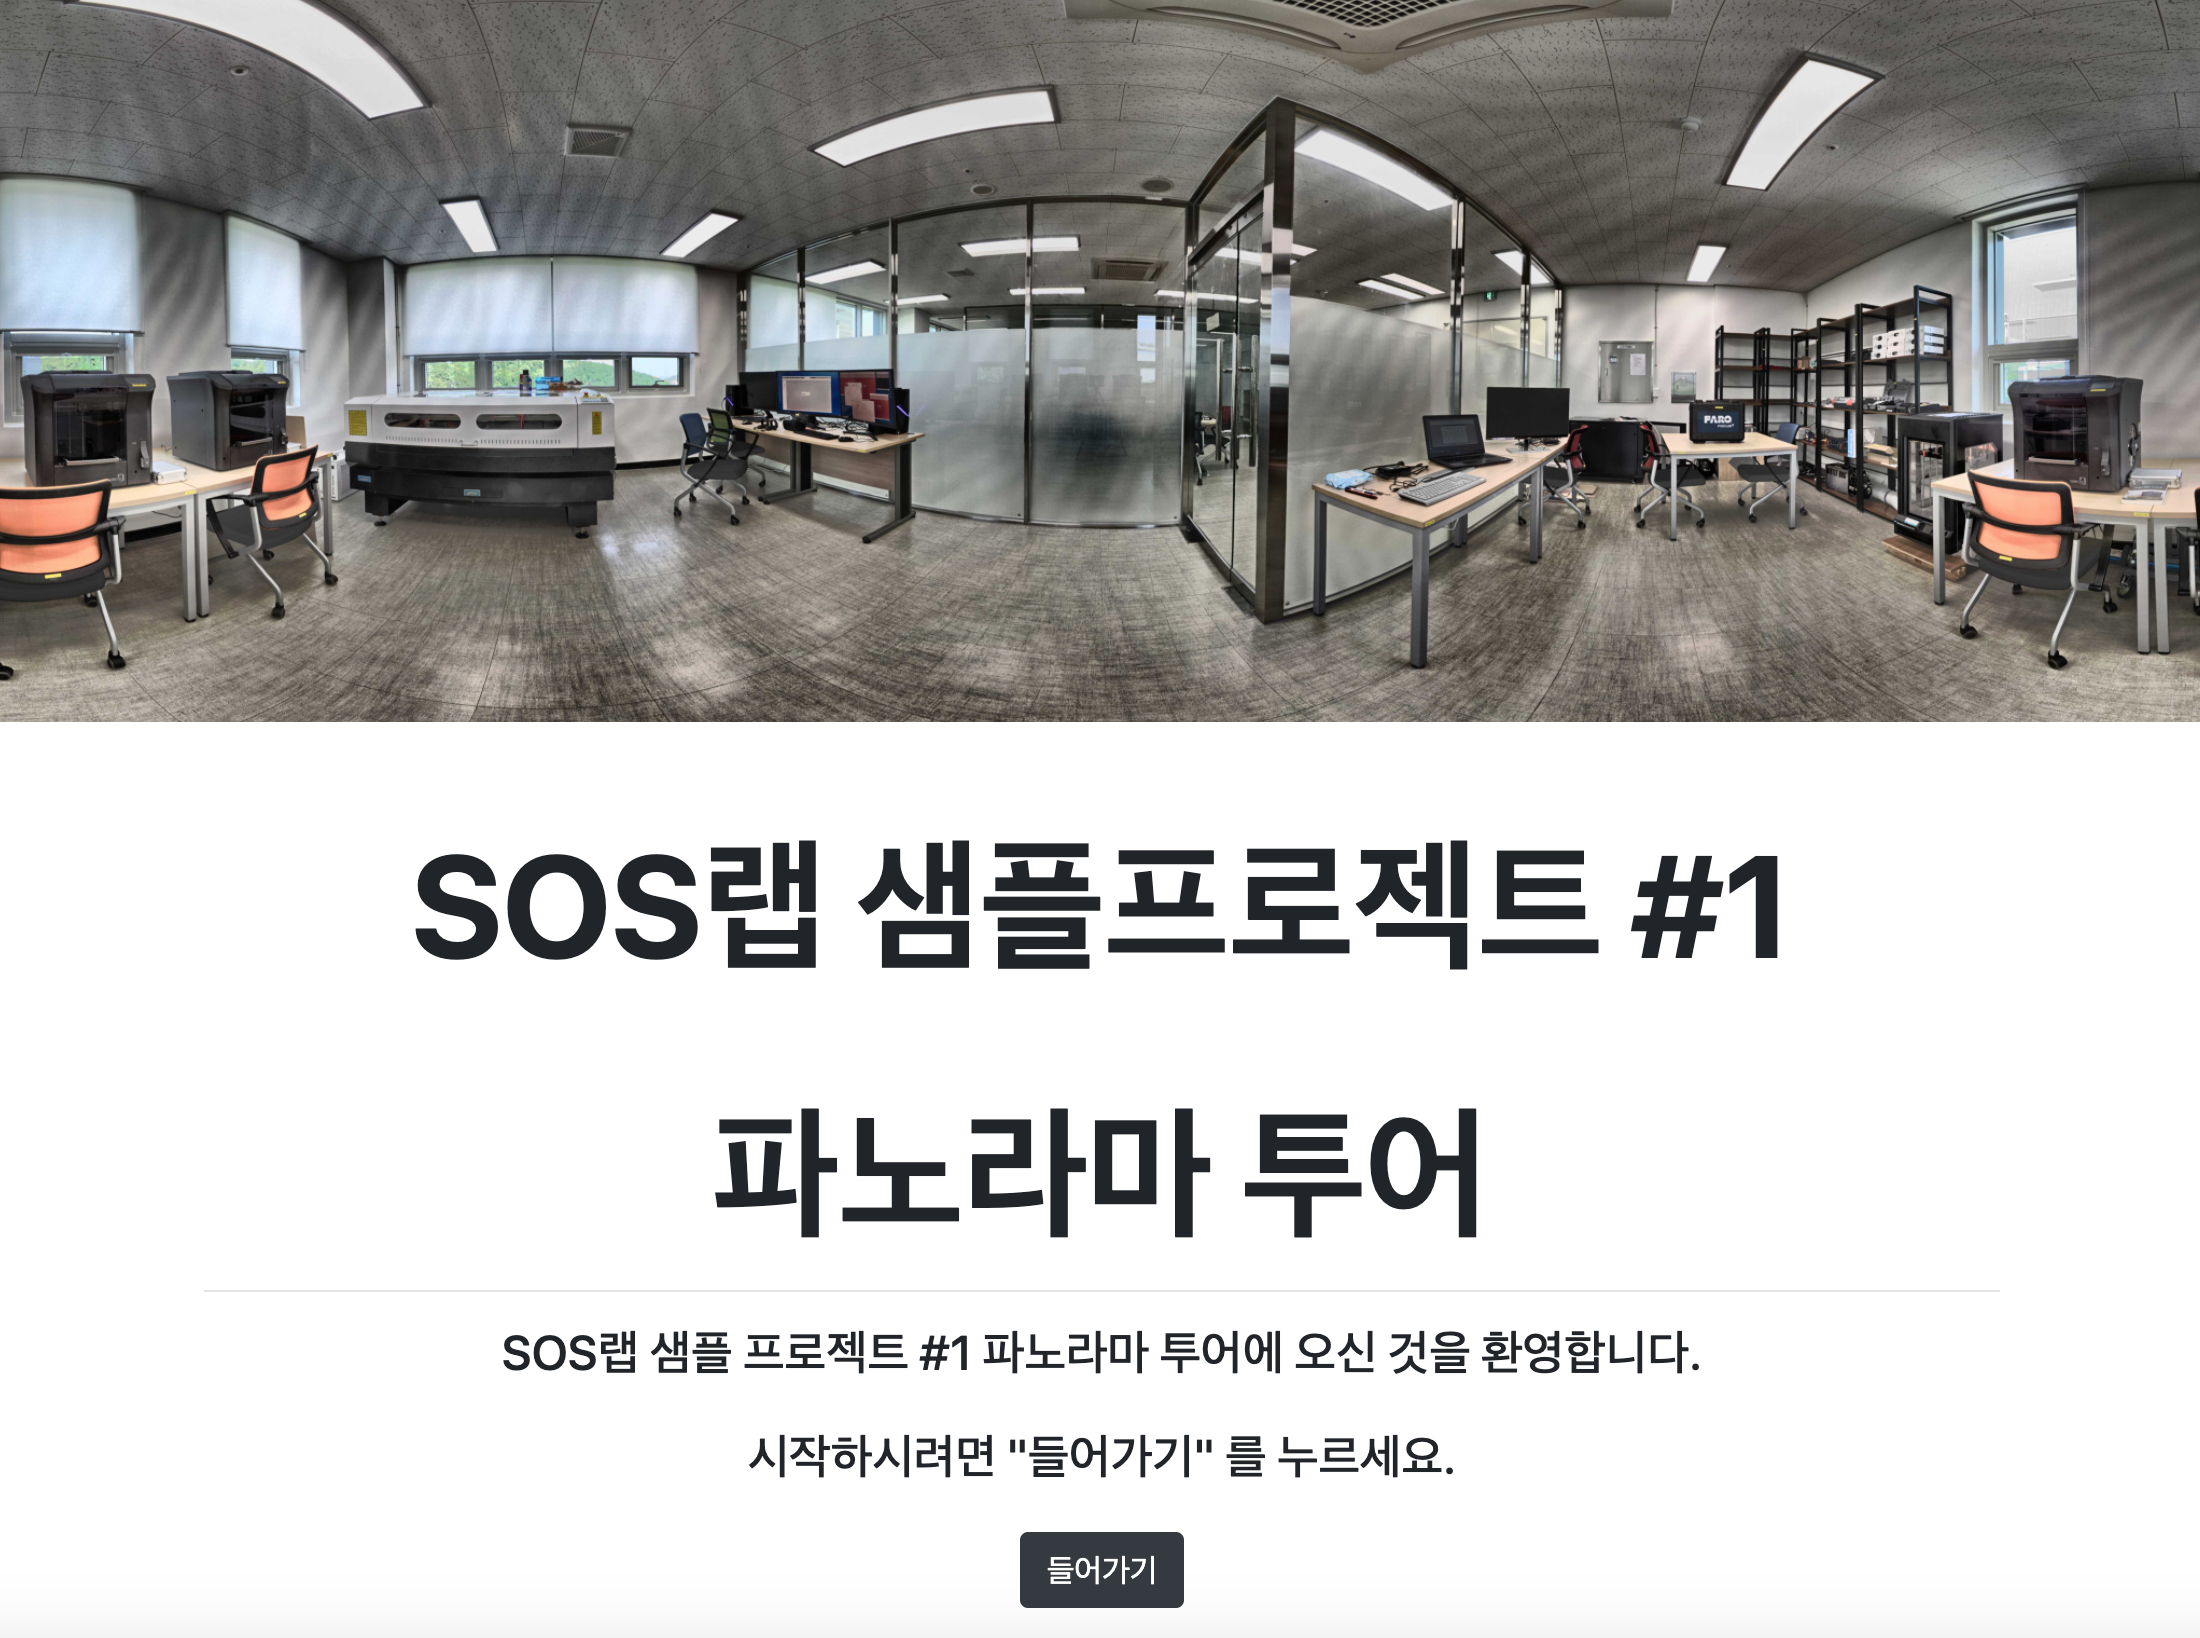 FARO
SOS랩 샘플프로젝트 #1
파노라마 투어
SOS랩 샘플 프로젝트 #1 파노라마 투어에 오신 것을 환영합니다.
시작하시려면 "들어가기" 를 누르세요.
들어가기